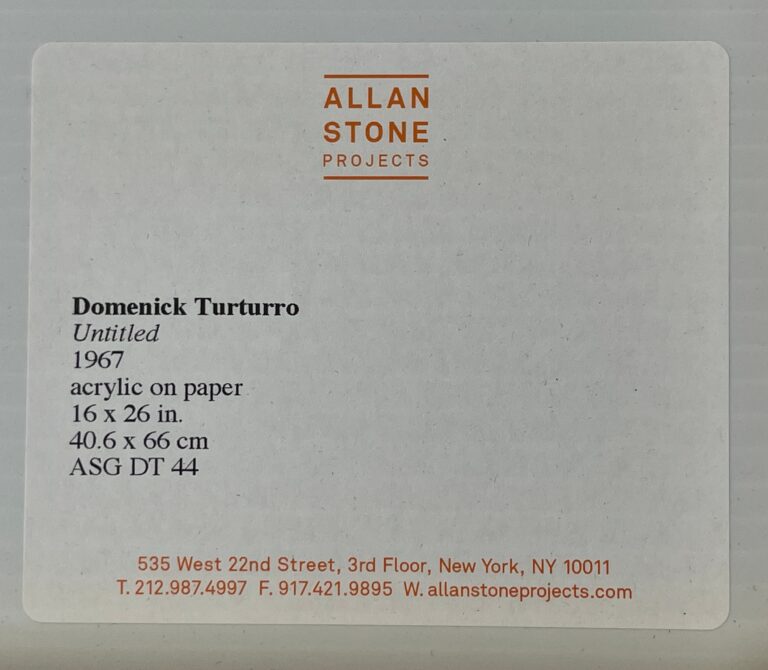 ALLAN
STONE
PROJECTS
Domenick Turturro
Untitled
1967
acrylic on paper
16 x 26 in.
40.6 x 66 cm
ASG DT 44
535 West 22nd Street, 3rd Floor, New York, NY 10011
T. 212.987.4997 F. 917.421.9895 W. allanstoneprojects.com